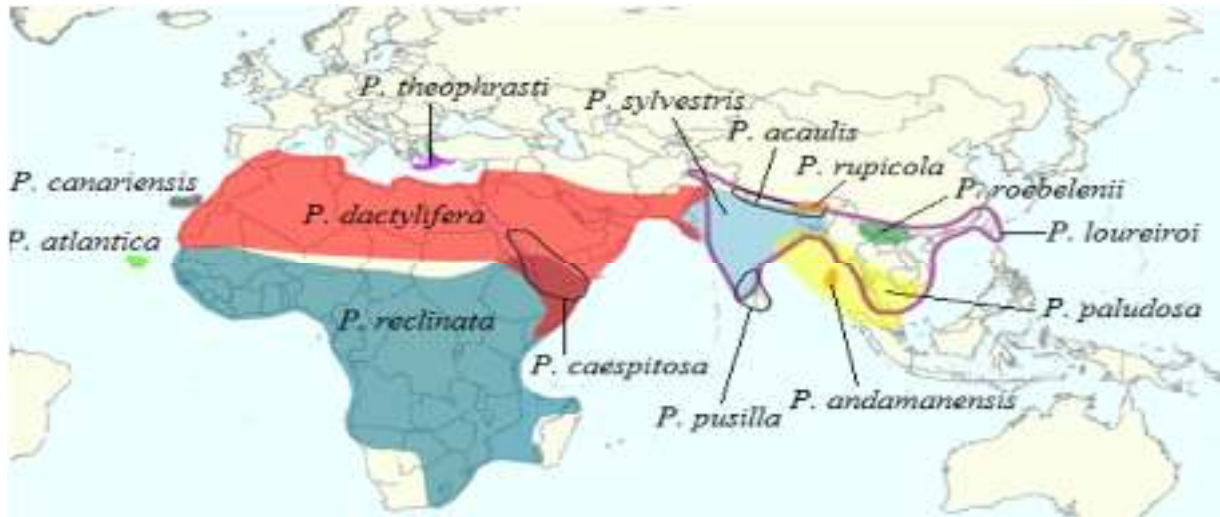 P. theophrasti
P. sylvestris
P. acaulis
P. rupicola
P. canariensis
P. roebelenii
P. dactylifera
P. atlantica
P. loureiroi
P. reclinata
P. paludosa
P. caespitosa
P. andamanensis
P. pusilla